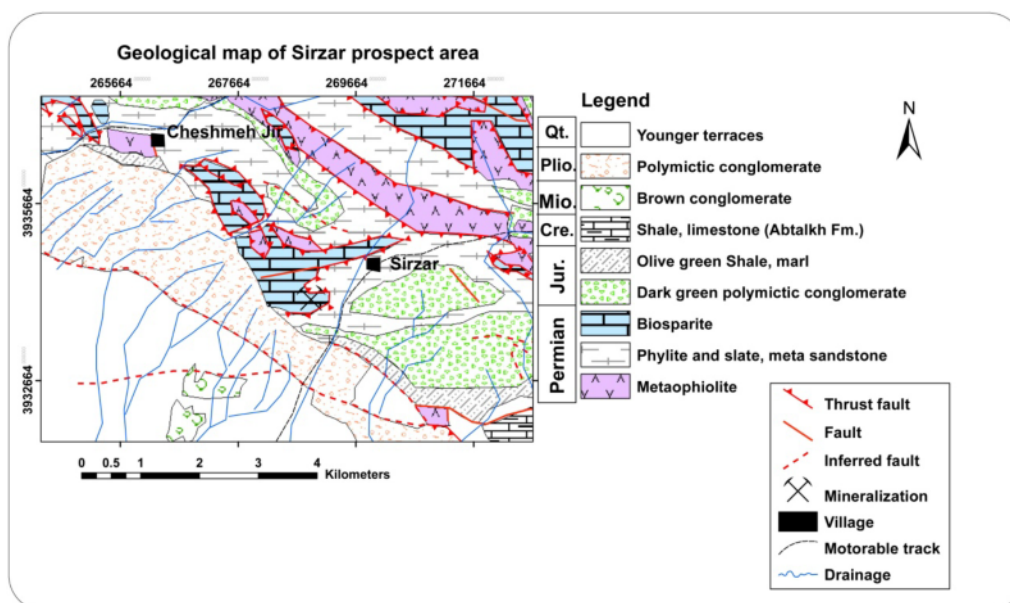 Geological map of Sirzar prospect area
265664 267664 269664 271664
3935664
3932664
Cheshmeh Jir
Sirzar
0 0.5 1 2 3 4
Kilometers
Legend
N
Qt. Younger terraces
Plio. Polymictic conglomerate
Mio. Brown conglomerate
Cre. Shale, limestone (Abtalkh Fm.)
Jur. Olive green Shale, marl
Dark green polymictic conglomerate
Permian Biosparite
Phylite and slate, meta sandstone
Metaophiolite
Thrust fault
Fault
Inferred fault
Mineralization
Village
Motorable track
Drainage